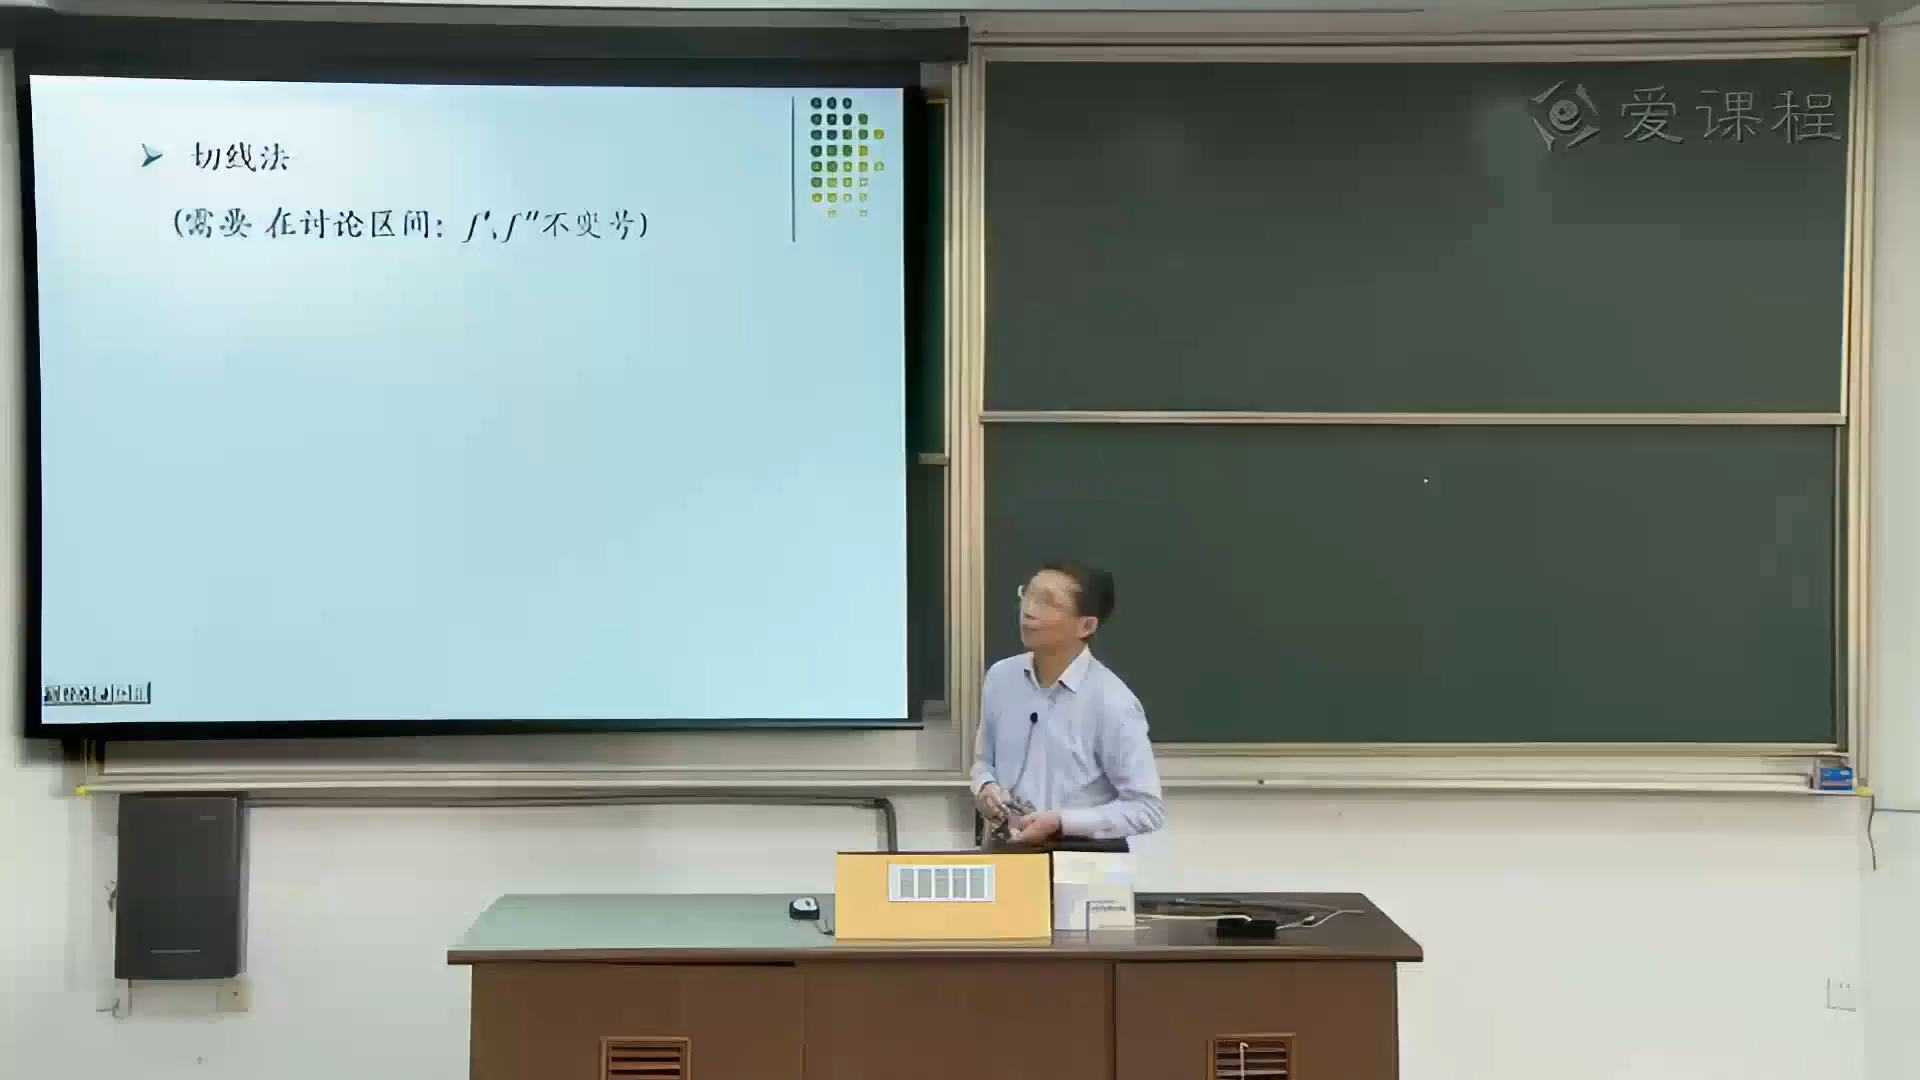 爱课程
切线法
(需要 在讨论区间: f′、f″不变号)